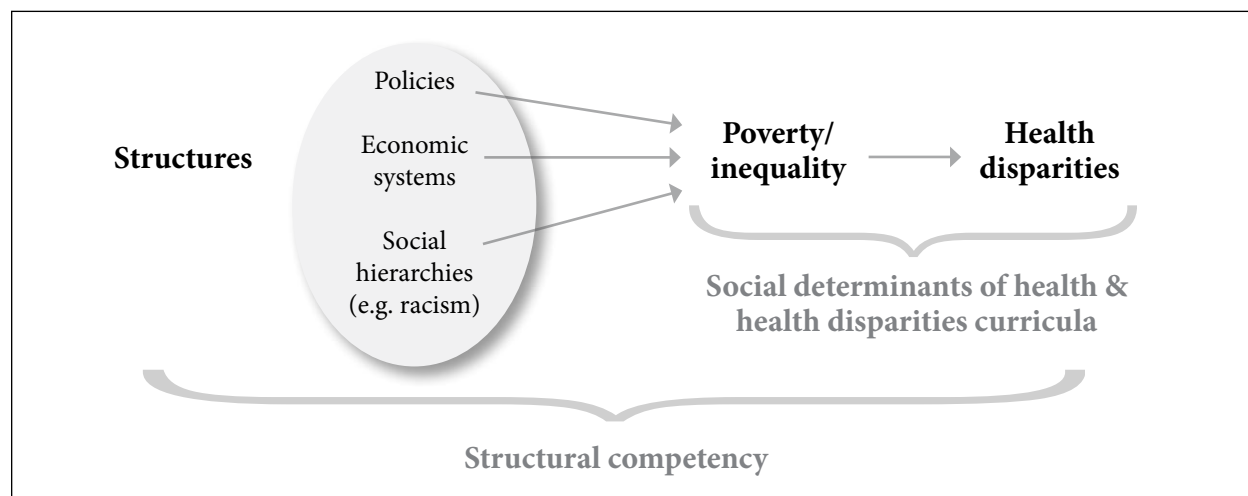 Structures
Policies
Economic
systems
Social
hierarchies
(e.g. racism)
Poverty/
inequality
Health
disparities
Social determinants of health &
health disparities curricula
Structural competency